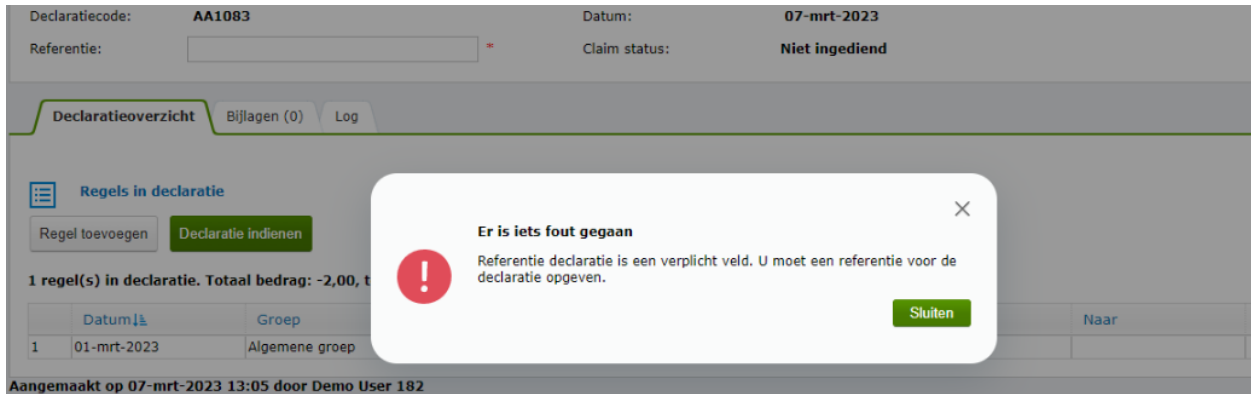 Declaratiecode: AA1083 Datum: 07-mrt-2023
Referentie: * Claim status: Niet ingediend
Declaratieoverzicht Bijlagen (0) Log
Regels in declaratie
Regel toevoegen Declaratie indienen
Er is iets fout gegaan
Referentie declaratie is een verplicht veld. U moet een referentie voor de
declaratie opgeven.
Sluiten
1 regel(s) in declaratie. Totaal bedrag: -2,00, t
Datum Groep Naar
1 01-mrt-2023 Algemene groep
Aangemaakt op 07-mrt-2023 13:05 door Demo User 182